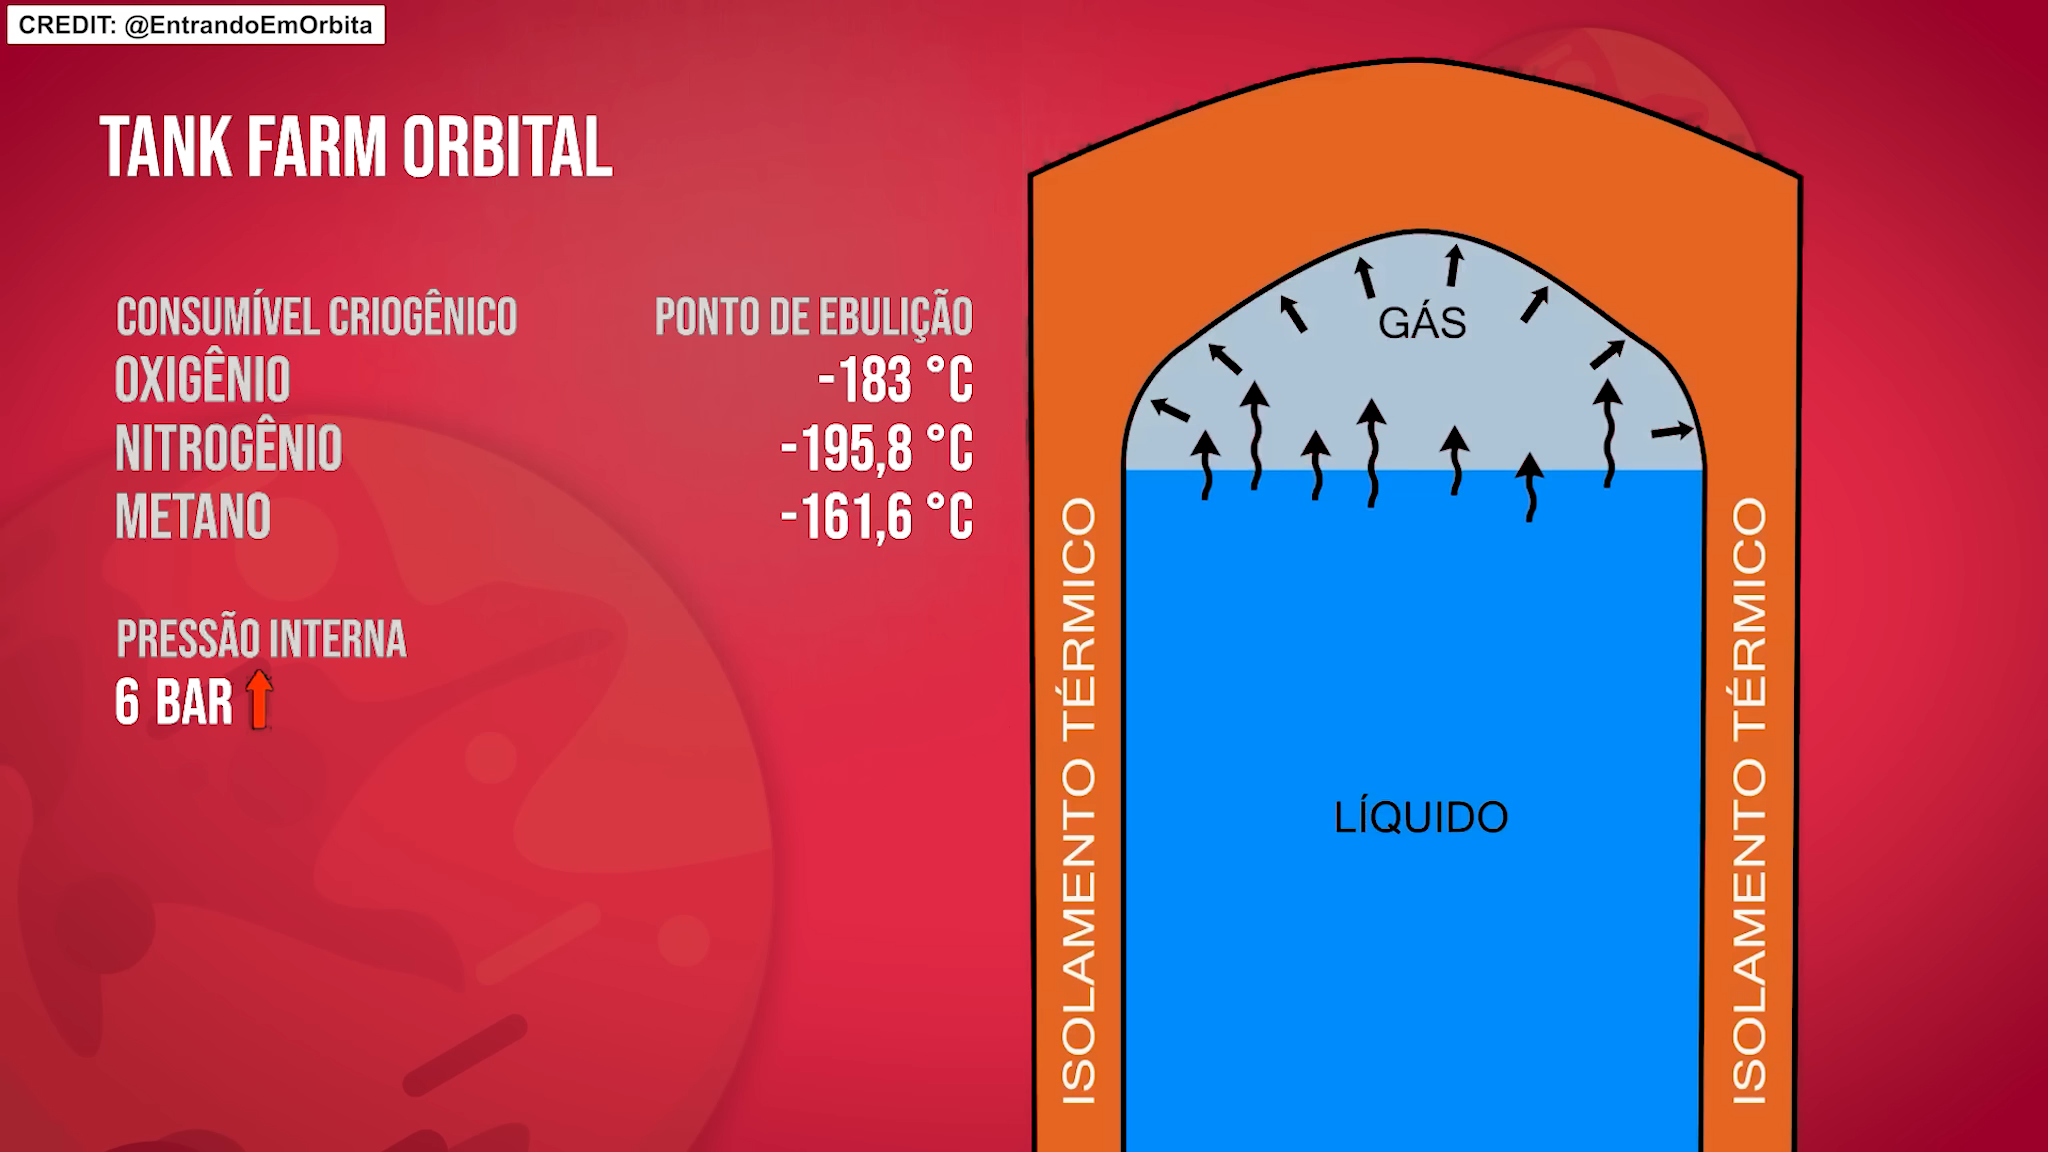 CREDIT: @EntrandoEmOrbita
TANK FARM ORBITAL
CONSUMÍVEL CRIOGÊNICO PONTO DE EBULIÇÃO
OXIGÊNIO -183 °C
NITROGÊNIO -195,8 °C
METANO -161,6 °C
PRESSÃO INTERNA
6 BAR
GÁS
LÍQUIDO
ISOLAMENTO TÉRMICO
ISOLAMENTO TÉRMICO